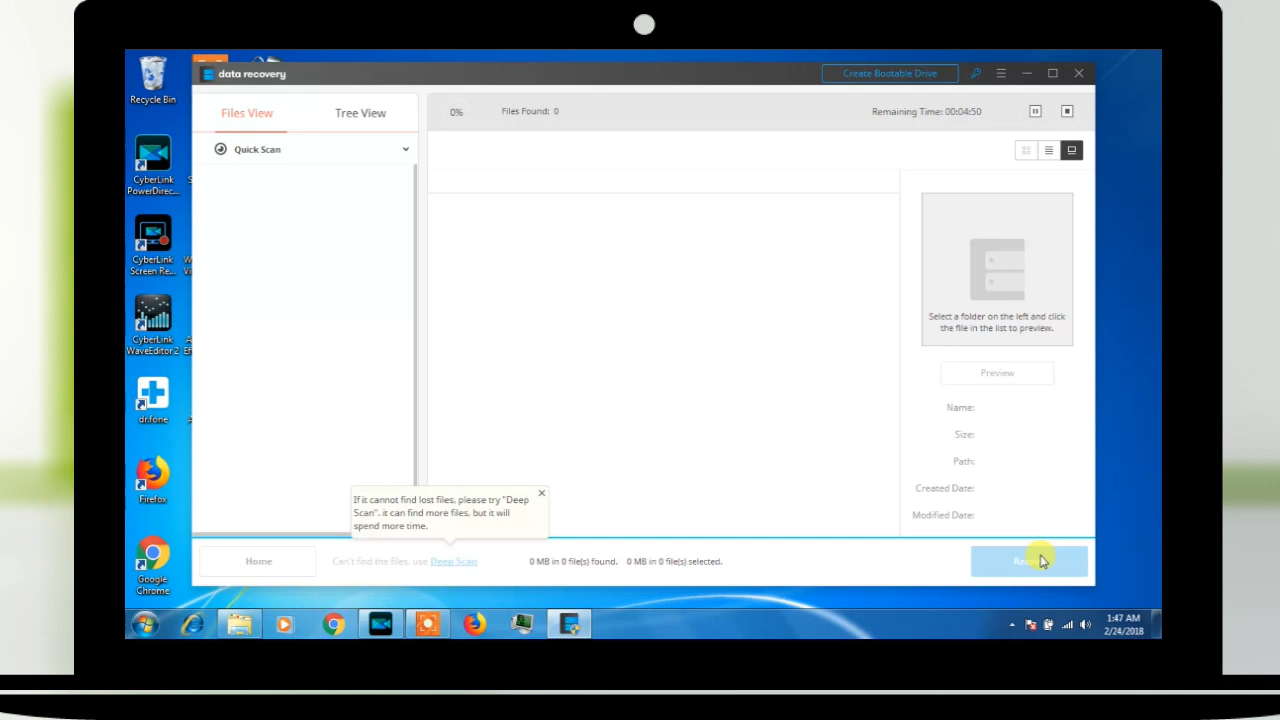 data recovery
Create Bootable Drive
Recycle Bin
Files View
Tree View
0%
Files Found: 0
Remaining Time: 00:04:50
Quick Scan
CyberLink
PowerDirec...
CyberLink
Screen Re...
CyberLink
WaveEditor 2
dr.fone
Firefox
Google
Chrome
Select a folder on the left and click
the file in the list to preview.
Preview
Name:
Size:
Path:
Created Date:
Modified Date:
If it cannot find lost files, please try "Deep
Scan". it can find more files, but it will
spend more time.
Home
Can't find the files, use Deep Scan
0 MB in 0 file(s) found.
0 MB in 0 file(s) selected.
1:47 AM
2/24/2018